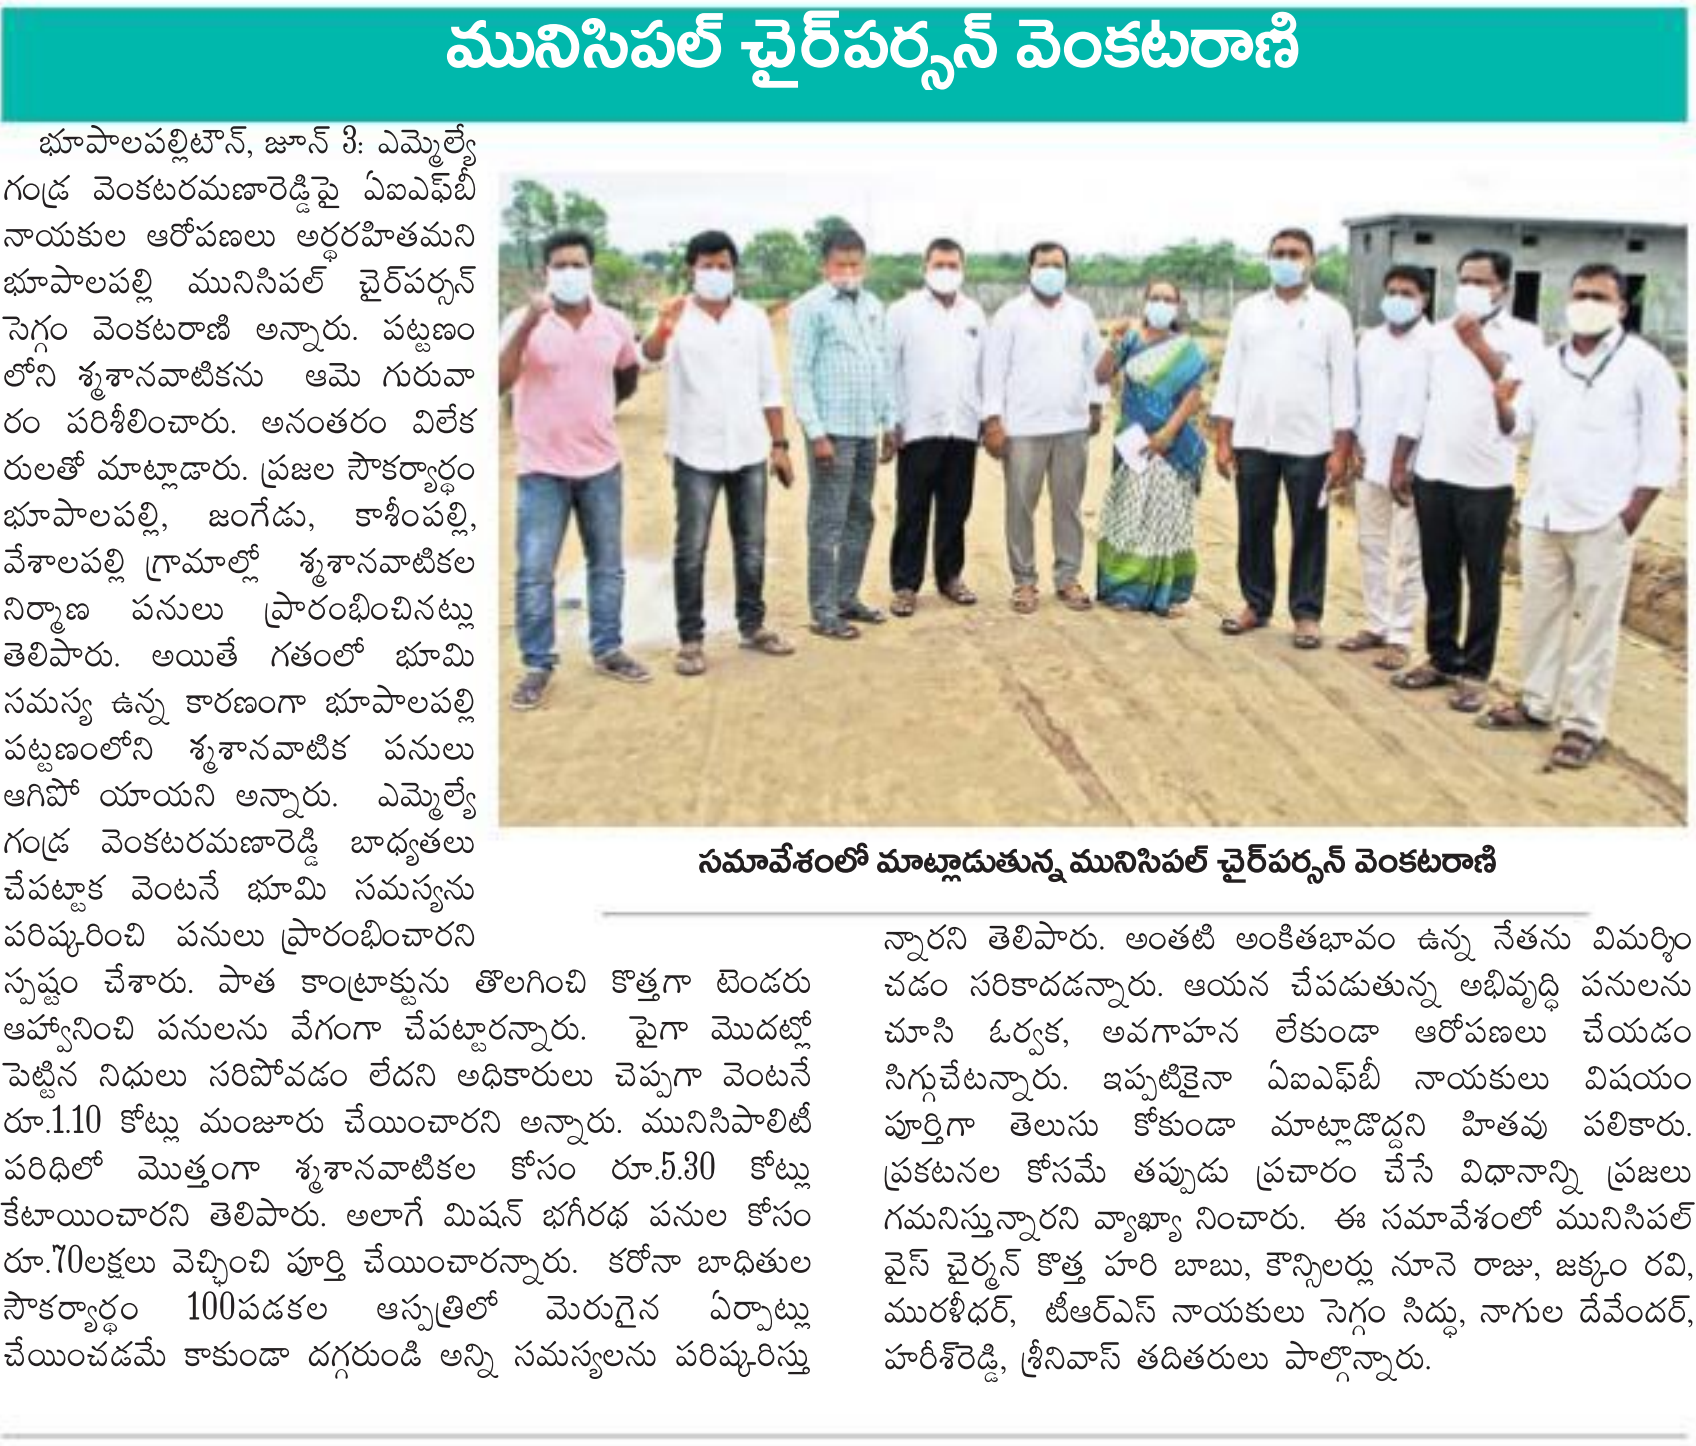 మునిసిపల్ చైర్‌పర్సన్ వెంకటరాణి
భూపాలపల్లిటౌన్, జూన్ 3: ఎమ్మెల్యే
గండ్ర వెంకటరమణారెడ్డిపై ఏఐఎఫ్‌బీ
నాయకుల ఆరోపణలు అర్థరహితమని
భూపాలపల్లి మునిసిపల్ చైర్‌పర్సన్
సెగ్గం వెంకటరాణి అన్నారు. పట్టణం
లోని శ్మశానవాటికను ఆమె గురువా
రం పరిశీలించారు. అనంతరం విలేక
రులతో మాట్లాడారు. ప్రజల సౌకర్యార్థం
భూపాలపల్లి, జంగేడు, కాశీంపల్లి,
వేశాలపల్లి గ్రామాల్లో శ్మశానవాటికల
నిర్మాణ పనులు ప్రారంభించినట్లు
తెలిపారు. అయితే గతంలో భూమి
సమస్య ఉన్న కారణంగా భూపాలపల్లి
పట్టణంలోని శ్మశానవాటిక పనులు
ఆగిపో యాయని అన్నారు. ఎమ్మెల్యే
గండ్ర వెంకటరమణారెడ్డి బాధ్యతలు
చేపట్టాక వెంటనే భూమి సమస్యను
పరిష్కరించి పనులు ప్రారంభించారని
స్పష్టం చేశారు. పాత కాంట్రాక్టును తొలగించి కొత్తగా టెండరు
ఆహ్వానించి పనులను వేగంగా చేపట్టారన్నారు. పైగా మొదట్లో
పెట్టిన నిధులు సరిపోవడం లేదని అధికారులు చెప్పగా వెంటనే
రూ.1.10 కోట్లు మంజూరు చేయించారని అన్నారు. మునిసిపాలిటీ
పరిధిలో మొత్తంగా శ్మశానవాటికల కోసం రూ.5.30 కోట్లు
కేటాయించారని తెలిపారు. అలాగే మిషన్ భగీరథ పనుల కోసం
రూ.70లక్షలు వెచ్చించి పూర్తి చేయించారన్నారు. కరోనా బాధితుల
సౌకర్యార్థం 100పడకల ఆస్పత్రిలో మెరుగైన ఏర్పాట్లు
చేయించడమే కాకుండా దగ్గరుండి అన్ని సమస్యలను పరిష్కరిస్తు
సమావేశంలో మాట్లాడుతున్న మునిసిపల్ చైర్‌పర్సన్ వెంకటరాణి
న్నారని తెలిపారు. అంతటి అంకితభావం ఉన్న నేతను విమర్శిం
చడం సరికాదడన్నారు. ఆయన చేపడుతున్న అభివృద్ధి పనులను
చూసి ఓర్వక, అవగాహన లేకుండా ఆరోపణలు చేయడం
సిగ్గుచేటన్నారు. ఇప్పటికైనా ఏఐఎఫ్‌బీ నాయకులు విషయం
పూర్తిగా తెలుసు కోకుండా మాట్లాడొద్దని హితవు పలికారు.
ప్రకటనల కోసమే తప్పుడు ప్రచారం చేసే విధానాన్ని ప్రజలు
గమనిస్తున్నారని వ్యాఖ్యా నించారు. ఈ సమావేశంలో మునిసిపల్
వైస్ చైర్మన్ కొత్త హరి బాబు, కౌన్సిలర్లు నూనె రాజు, జక్కం రవి,
మురళీధర్, టీఆర్ఎస్ నాయకులు సెగ్గం సిద్ధు, నాగుల దేవేందర్,
హరీశ్‌రెడ్డి, శ్రీనివాస్ తదితరులు పాల్గొన్నారు.